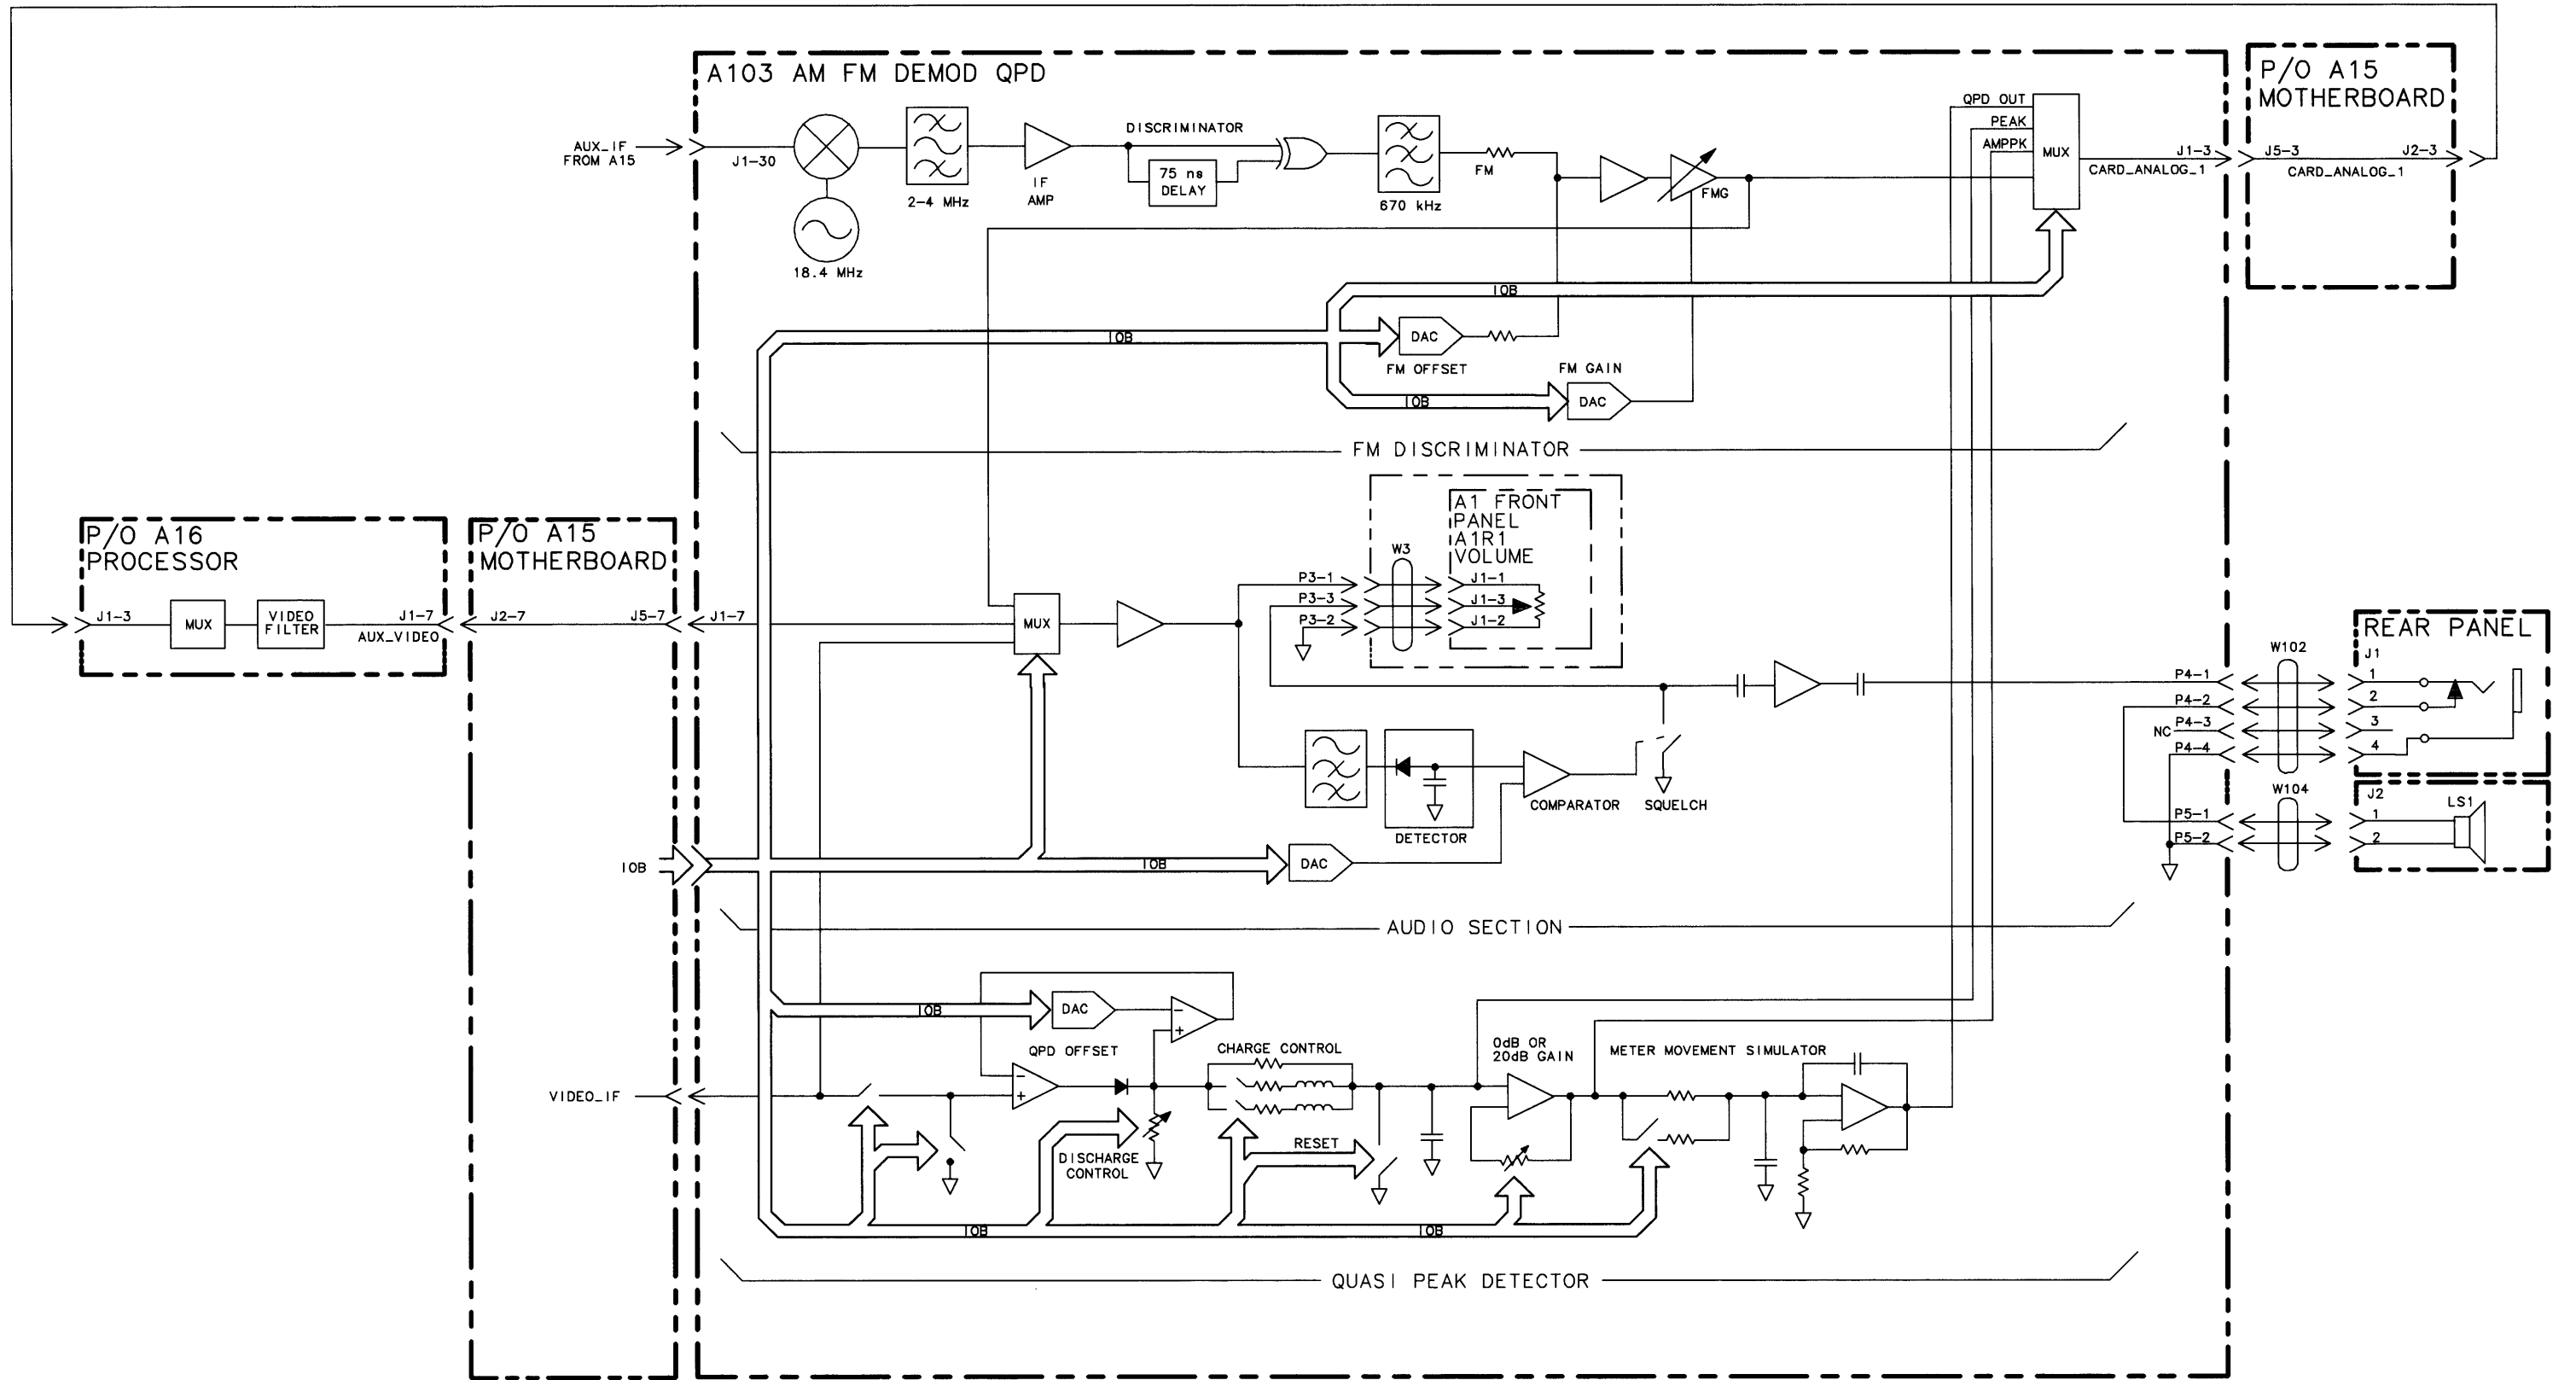 A103 AM FM DEMOD QPD
P/O A15
MOTHERBOARD
AUX_IF
FROM A15
J1-30
18.4 MHz
2-4 MHz
IF
AMP
DISCRIMINATOR
75 ns
DELAY
670 kHz
FM
FMG
QPD OUT
PEAK
AMPPK
MUX
J1-3
CARD_ANALOG_1
J5-3
J2-3
CARD_ANALOG_1
IOB
IOB
DAC
FM OFFSET
FM GAIN
IOB
DAC
FM DISCRIMINATOR
P/O A16
PROCESSOR
J1-3
MUX
VIDEO
FILTER
J1-7
AUX_VIDEO
P/O A15
MOTHERBOARD
J2-7
J5-7
J1-7
MUX
A1 FRONT
PANEL
A1R1
VOLUME
W3
P3-1
P3-3
P3-2
J1-1
J1-3
J1-2
DETECTOR
COMPARATOR
SQUELCH
IOB
IOB
DAC
P4-1
P4-2
NC
P4-3
P4-4
P5-1
P5-2
W102
W104
REAR PANEL
J1
1
2
3
4
J2
LS1
1
2
AUDIO SECTION
IOB
DAC
QPD OFFSET
-
+
-
+
VIDEO_IF
CHARGE CONTROL
DISCHARGE
CONTROL
RESET
0dB OR
20dB GAIN
METER MOVEMENT SIMULATOR
IOB
IOB
QUASI PEAK DETECTOR